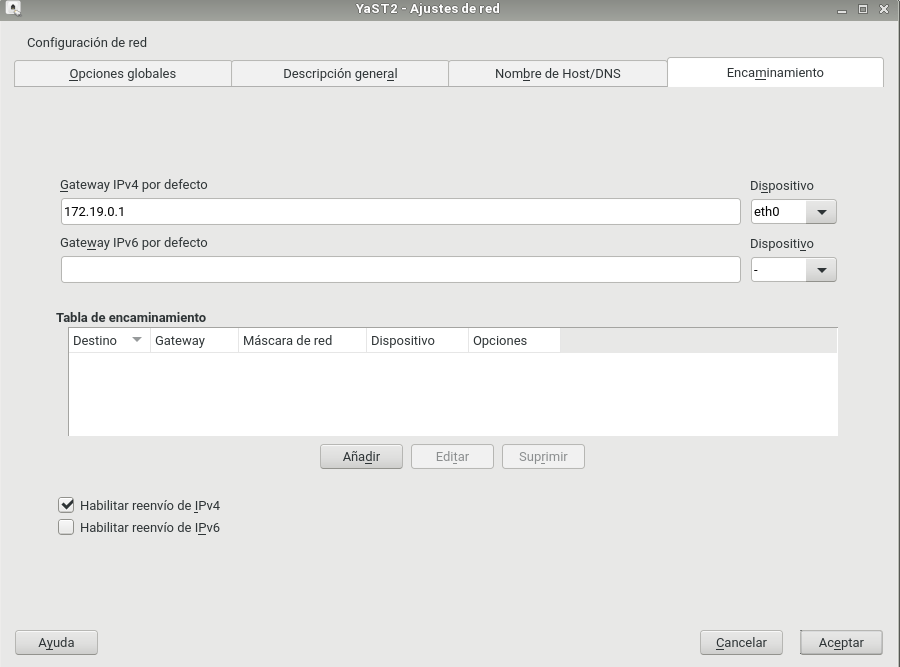 YaST2 - Ajustes de red
Configuración de red
Opciones globales Descripción general Nombre de Host/DNS Encaminamiento
Gateway IPv4 por defecto Dispositivo
172.19.0.1 eth0
Gateway IPv6 por defecto Dispositivo
-
Tabla de encaminamiento
Destino Gateway Máscara de red Dispositivo Opciones
Añadir Editar Suprimir
Habilitar reenvío de IPv4
Habilitar reenvío de IPv6
Ayuda Cancelar Aceptar